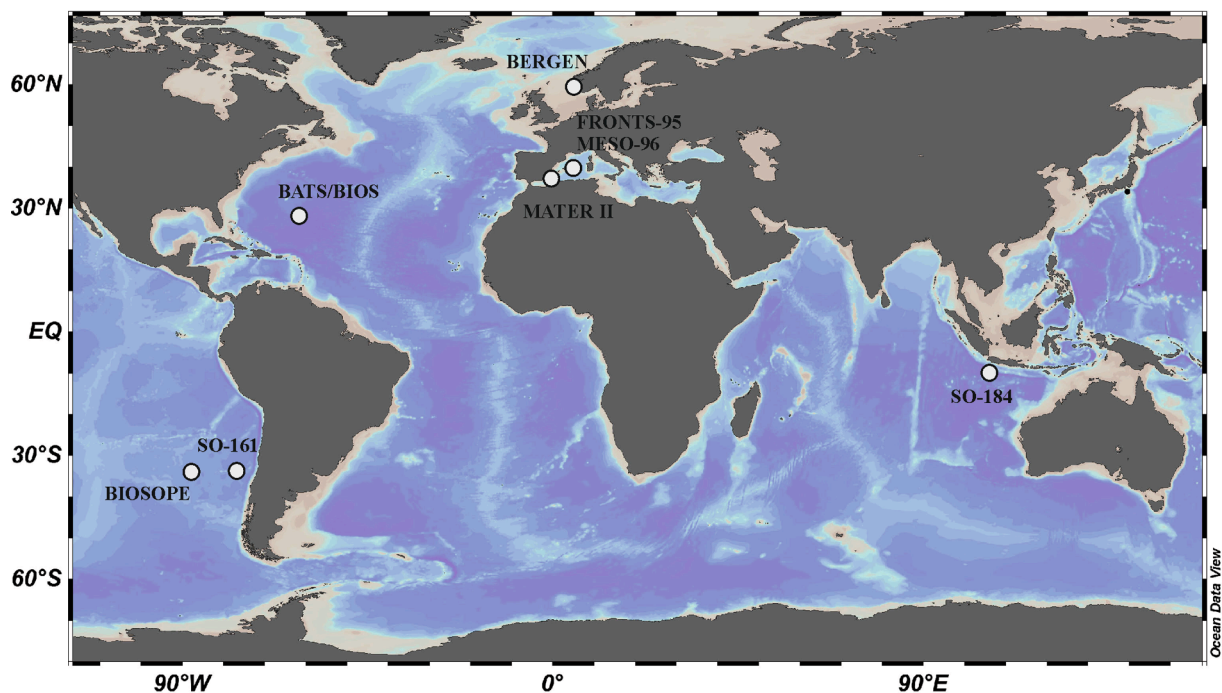 BERGEN
60°N
FRONTS-95
MESO-96
BATS/BIOS
30°N
MATER II
EQ
SO-184
SO-161
30°S
BIOSOPE
60°S
Ocean Data View
90°W
0°
90°E